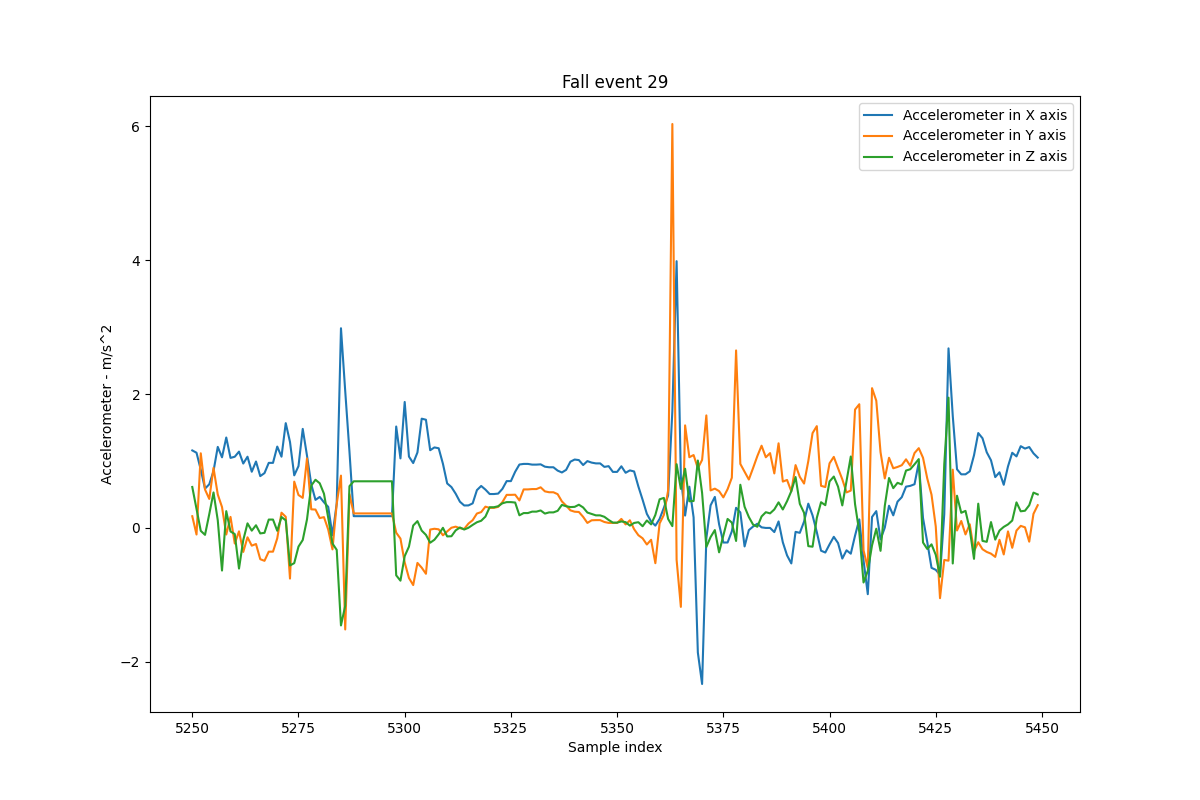 Fall event 29
Accelerometer in X axis
Accelerometer in Y axis
Accelerometer in Z axis
Accelerometer - m/s^2
6
4
2
0
−2
5250 5275 5300 5325 5350 5375 5400 5425 5450
Sample index